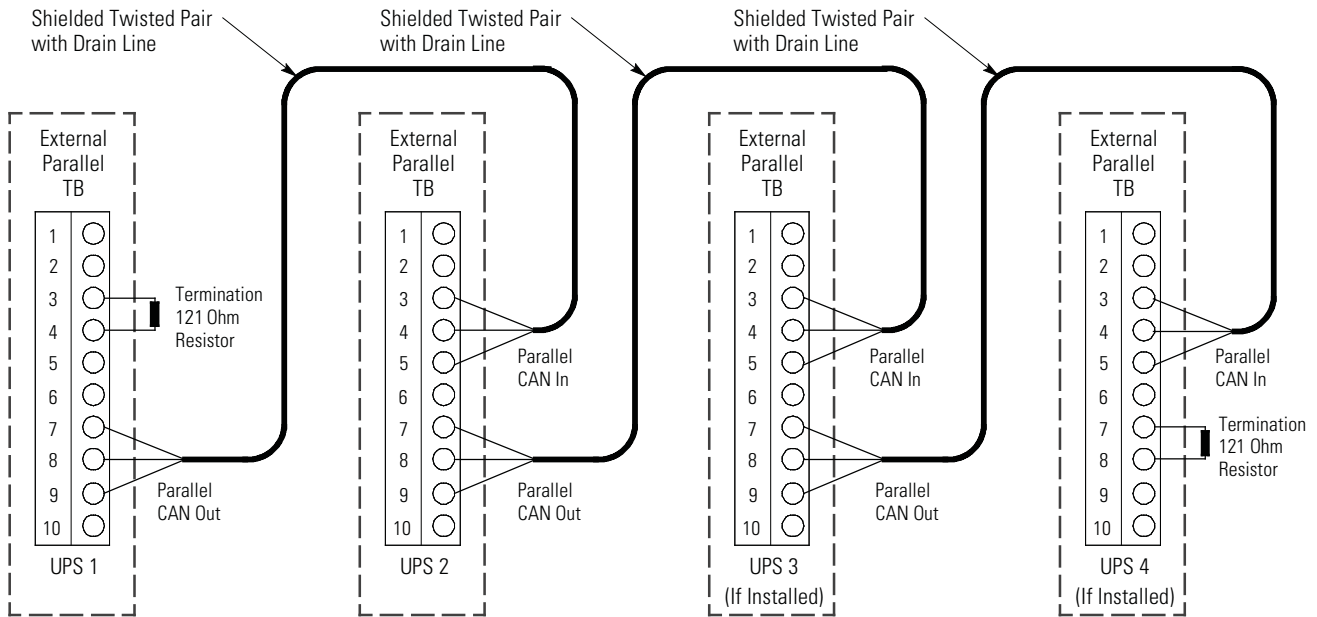 Shielded Twisted Pair
with Drain Line
Shielded Twisted Pair
with Drain Line
Shielded Twisted Pair
with Drain Line
External
Parallel
TB
1
2
3
4
5
6
7
8
9
10
Termination
121 Ohm
Resistor
Parallel
CAN Out
UPS 1
External
Parallel
TB
1
2
3
4
5
6
7
8
9
10
Parallel
CAN In
Parallel
CAN Out
UPS 2
External
Parallel
TB
1
2
3
4
5
6
7
8
9
10
Parallel
CAN In
Parallel
CAN Out
UPS 3
(If Installed)
External
Parallel
TB
1
2
3
4
5
6
7
8
9
10
Parallel
CAN In
Termination
121 Ohm
Resistor
UPS 4
(If Installed)